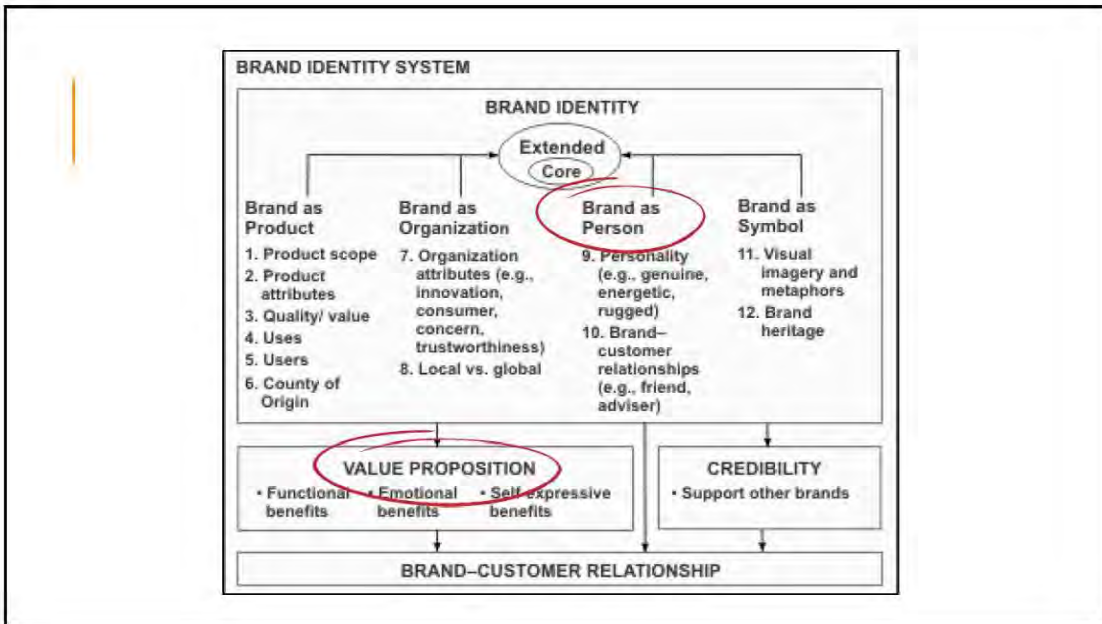 BRAND IDENTITY SYSTEM
BRAND IDENTITY
Extended
Core
Brand as
Product
1. Product scope
2. Product
attributes
3. Quality/ value
4. Uses
5. Users
6. County of
Origin
Brand as
Organization
7. Organization
attributes (e.g.,
innovation,
consumer,
concern,
trustworthiness)
8. Local vs. global
Brand as
Person
9. Personality
(e.g., genuine,
energetic,
rugged)
10. Brand–
customer
relationships
(e.g., friend,
adviser)
Brand as
Symbol
11. Visual
imagery and
metaphors
12. Brand
heritage
VALUE PROPOSITION
• Functional
benefits
• Emotional
benefits
• Self-expressive
benefits
CREDIBILITY
• Support other brands
BRAND–CUSTOMER RELATIONSHIP